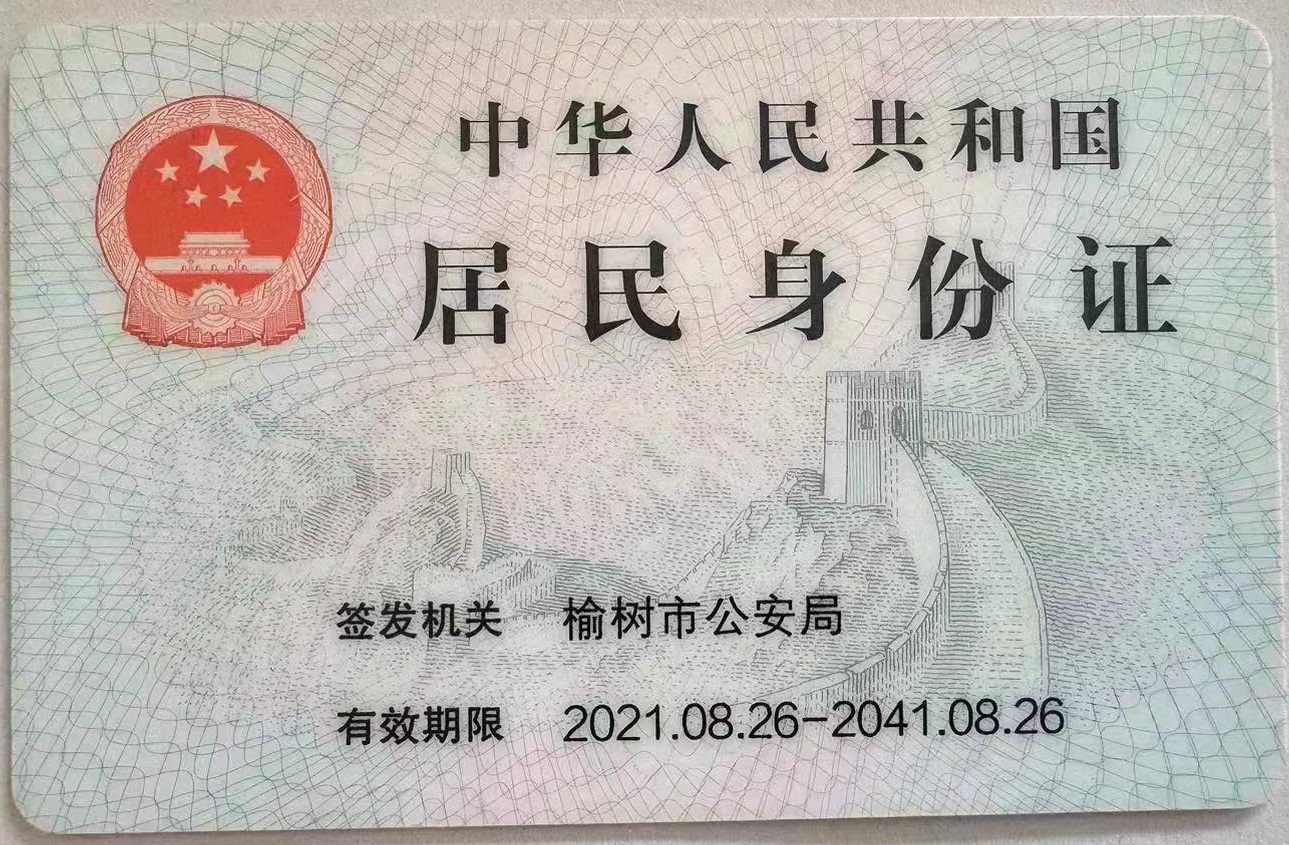 中华人民共和国
居民身份证
签发机关 榆树市公安局
有效期限 2021.08.26-2041.08.26